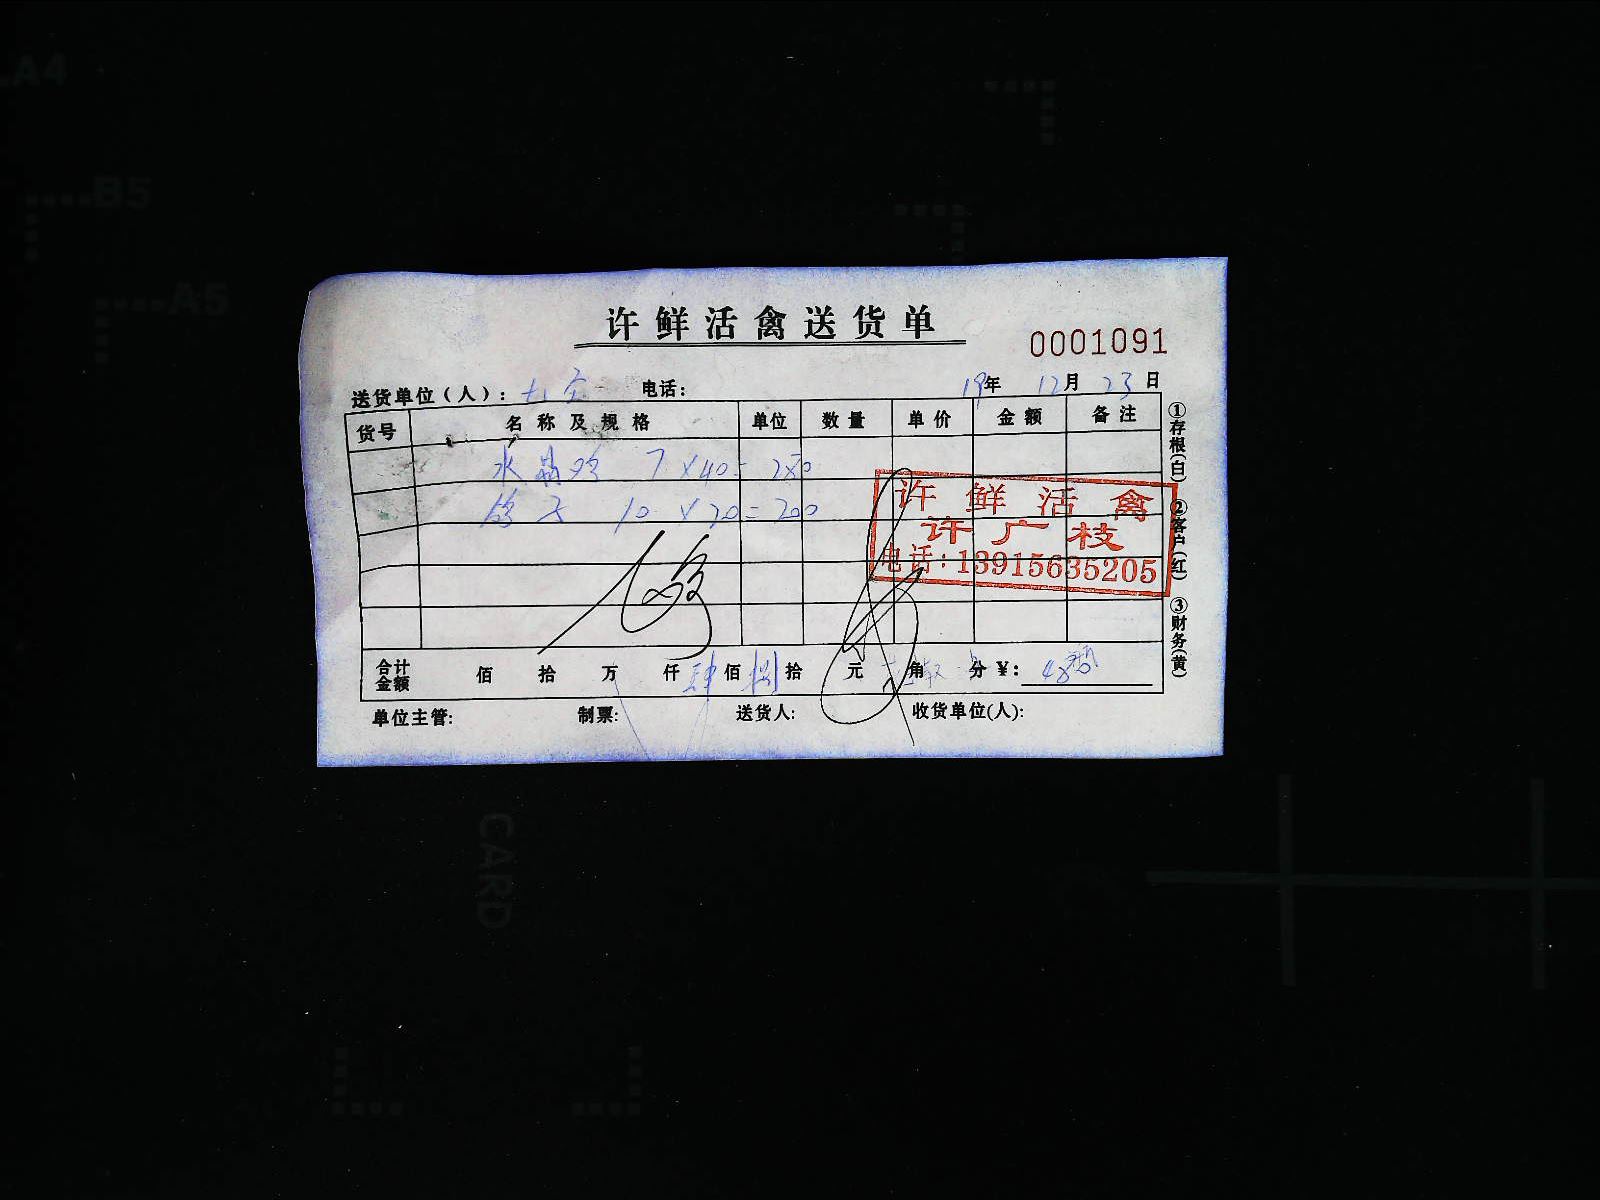 A4
B5
A5
许鲜活禽送货单
0001091
送货单位(人): 电话: 19年 12月 23日
货号 名称及规格 单位 数量 单价 金额 备注
水晶鸡 7×40=280
鸽子 10×20=200
许鲜活禽
许广枝
电话:13915635205
①存根(白) ②客户(红) ③财务(黄)
合计金额 佰 拾 万 仟 肆佰 捌拾 元 角 分 ¥:
单位主管: 制票: 送货人: 收货单位(人):
CARD